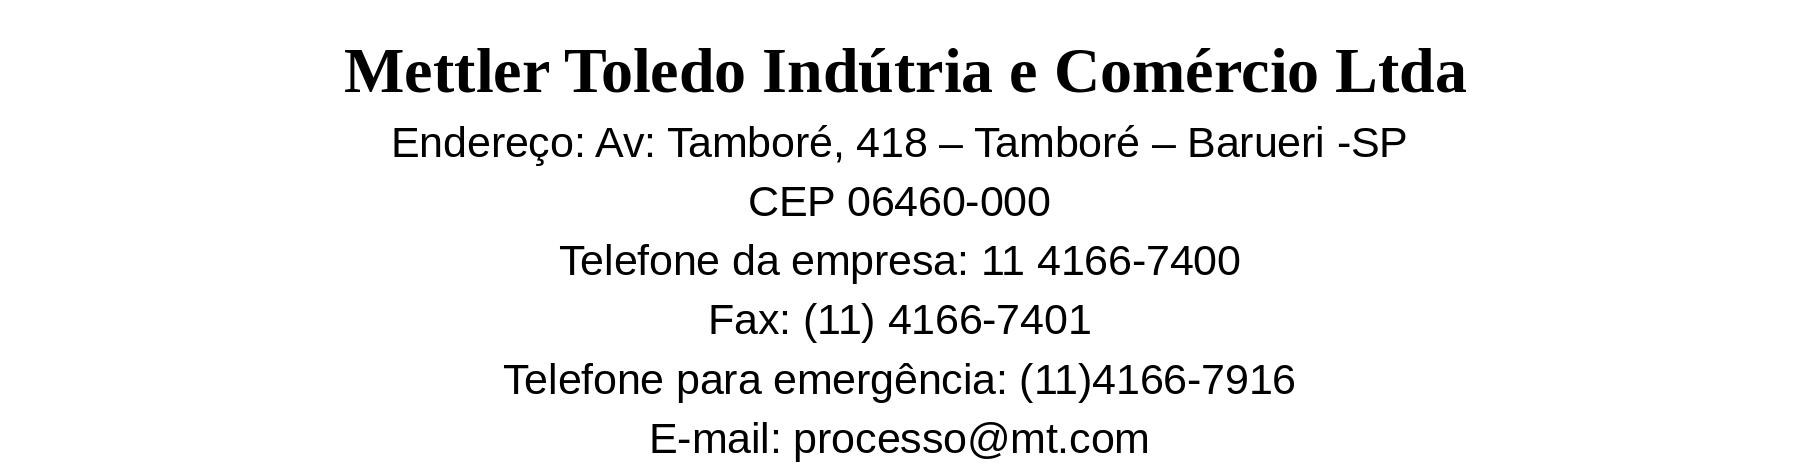 Mettler Toledo Indútria e Comércio Ltda
Endereço: Av: Tamboré, 418 – Tamboré – Barueri -SP
CEP 06460-000
Telefone da empresa: 11 4166-7400
Fax: (11) 4166-7401
Telefone para emergência: (11)4166-7916
E-mail: processo@mt.com